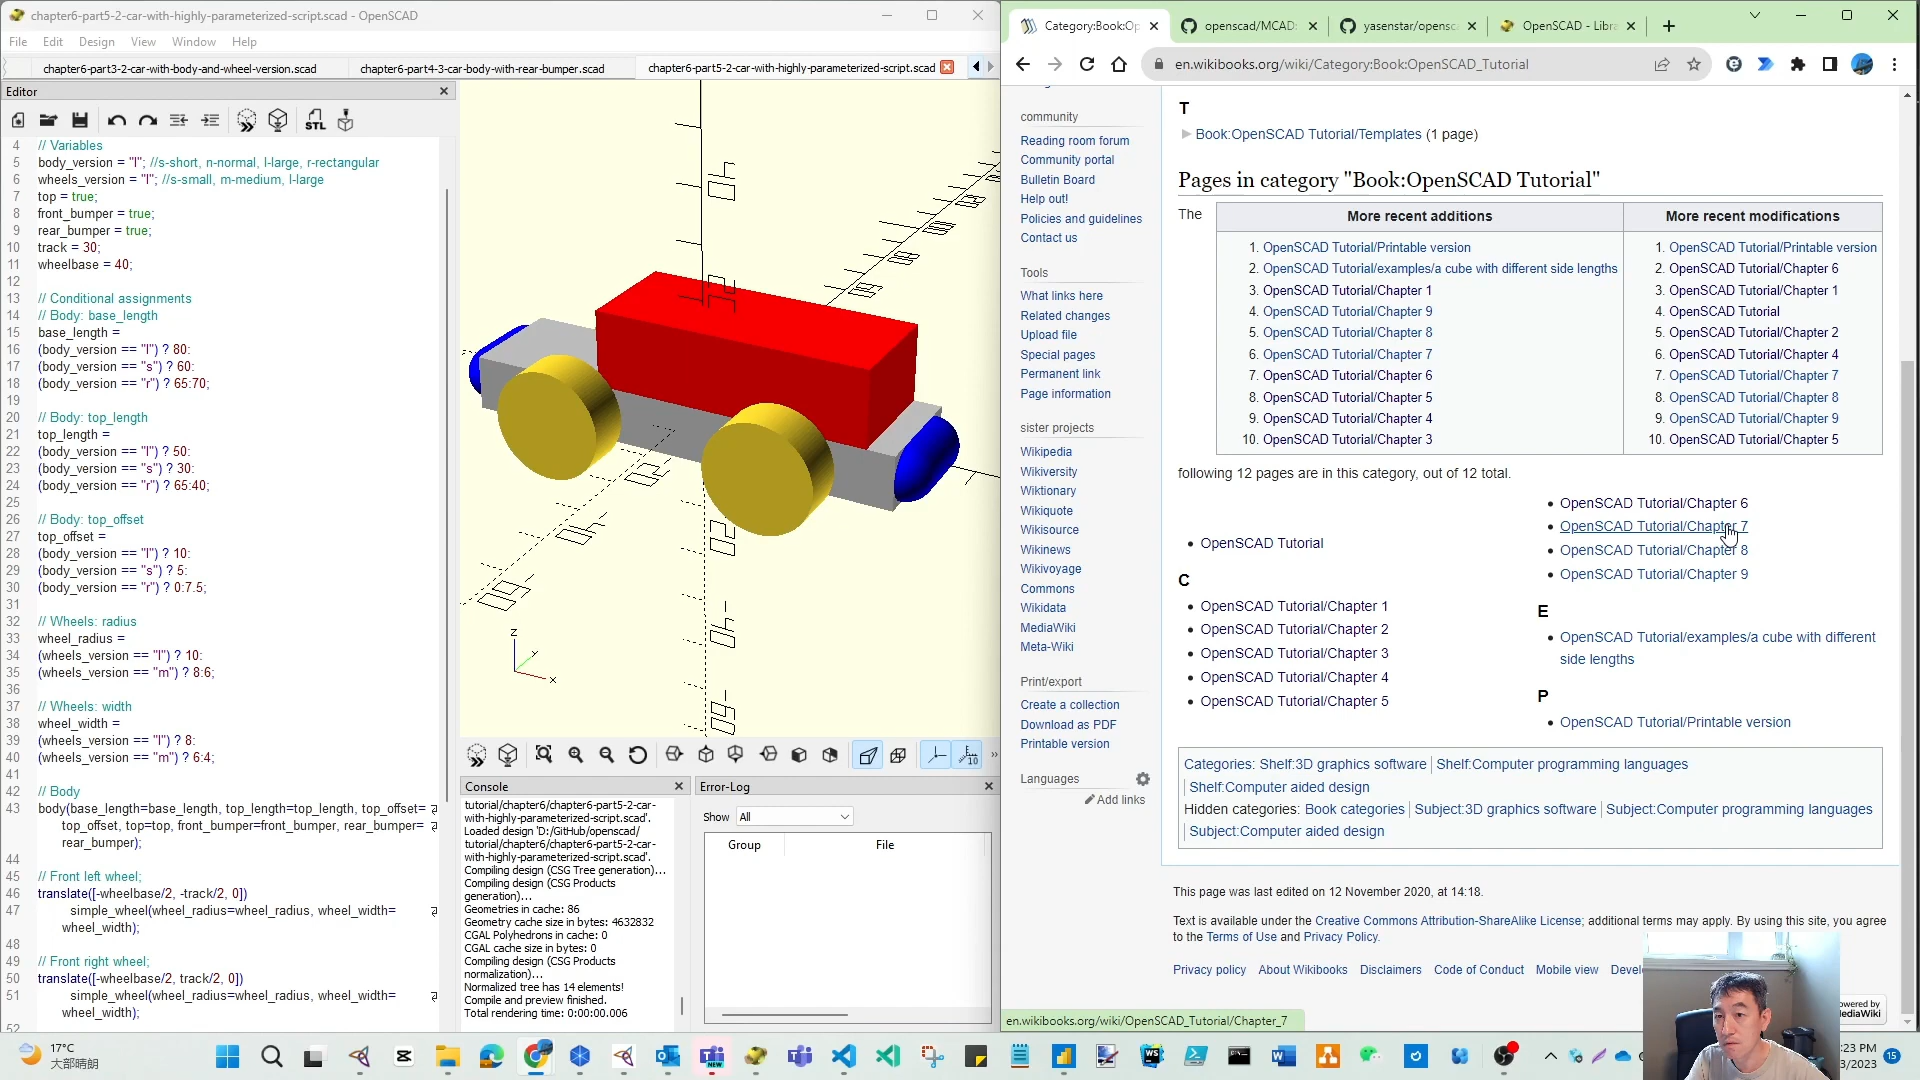 chapter6-part5-2-car-with-highly-parameterized-script.scad - OpenSCAD
File Edit Design View Window Help
chapter6-part3-2-car-with-body-and-wheel-version.scad
chapter6-part4-3-car-body-with-rear-bumper.scad
chapter6-part5-2-car-with-highly-parameterized-script.scad
Editor
STL
4 // Variables
5 body_version = "l"; //s-short, n-normal, l-large, r-rectangular
6 wheels_version = "l"; //s-small, m-medium, l-large
7 top = true;
8 front_bumper = true;
9 rear_bumper = true;
10 track = 30;
11 wheelbase = 40;
12
13 // Conditional assignments
14 // Body: base_length
15 base_length =
16 (body_version == "l") ? 80:
17 (body_version == "s") ? 60:
18 (body_version == "r") ? 65:70;
19
20 // Body: top_length
21 top_length =
22 (body_version == "l") ? 50:
23 (body_version == "s") ? 30:
24 (body_version == "r") ? 65:40;
25
26 // Body: top_offset
27 top_offset =
28 (body_version == "l") ? 10:
29 (body_version == "s") ? 5:
30 (body_version == "r") ? 0:7.5;
31
32 // Wheels: radius
33 wheel_radius =
34 (wheels_version == "l") ? 10:
35 (wheels_version == "m") ? 8:6;
36
37 // Wheels: width
38 wheel_width =
39 (wheels_version == "l") ? 8:
40 (wheels_version == "m") ? 6:4;
41
42 // Body
43 body(base_length=base_length, top_length=top_length, top_offset=
top_offset, top=top, front_bumper=front_bumper, rear_bumper=
rear_bumper);
44
45 // Front left wheel;
46 translate([-wheelbase/2, -track/2, 0])
47 simple_wheel(wheel_radius=wheel_radius, wheel_width=
wheel_width);
48
49 // Front right wheel;
50 translate([-wheelbase/2, track/2, 0])
51 simple_wheel(wheel_radius=wheel_radius, wheel_width=
wheel_width);
52
z
y
x
10
Console
tutorial/chapter6/chapter6-part5-2-car-
with-highly-parameterized-script.scad'.
Loaded design 'D:/GitHub/openscad/
tutorial/chapter6/chapter6-part5-2-car-
with-highly-parameterized-script.scad'.
Compiling design (CSG Tree generation)...
Compiling design (CSG Products
generation)...
Geometries in cache: 86
Geometry cache size in bytes: 4632832
CGAL Polyhedrons in cache: 0
CGAL cache size in bytes: 0
Compiling design (CSG Products
normalization)...
Normalized tree has 14 elements!
Compile and preview finished.
Total rendering time: 0:00:00.006
Error-Log
Show All
Group File
Category:Book:Op
openscad/MCAD:
yasenstar/opensc
OpenSCAD - Libra
en.wikibooks.org/wiki/Category:Book:OpenSCAD_Tutorial
community
Reading room forum
Community portal
Bulletin Board
Help out!
Policies and guidelines
Contact us
Tools
What links here
Related changes
Upload file
Special pages
Permanent link
Page information
sister projects
Wikipedia
Wikiversity
Wiktionary
Wikiquote
Wikisource
Wikinews
Wikivoyage
Commons
Wikidata
MediaWiki
Meta-Wiki
Print/export
Create a collection
Download as PDF
Printable version
Languages
Add links
T
Book:OpenSCAD Tutorial/Templates (1 page)
Pages in category "Book:OpenSCAD Tutorial"
The
More recent additions
1. OpenSCAD Tutorial/Printable version
2. OpenSCAD Tutorial/examples/a cube with different side lengths
3. OpenSCAD Tutorial/Chapter 1
4. OpenSCAD Tutorial/Chapter 9
5. OpenSCAD Tutorial/Chapter 8
6. OpenSCAD Tutorial/Chapter 7
7. OpenSCAD Tutorial/Chapter 6
8. OpenSCAD Tutorial/Chapter 5
9. OpenSCAD Tutorial/Chapter 4
10. OpenSCAD Tutorial/Chapter 3
More recent modifications
1. OpenSCAD Tutorial/Printable version
2. OpenSCAD Tutorial/Chapter 6
3. OpenSCAD Tutorial/Chapter 1
4. OpenSCAD Tutorial
5. OpenSCAD Tutorial/Chapter 2
6. OpenSCAD Tutorial/Chapter 4
7. OpenSCAD Tutorial/Chapter 7
8. OpenSCAD Tutorial/Chapter 8
9. OpenSCAD Tutorial/Chapter 9
10. OpenSCAD Tutorial/Chapter 5
following 12 pages are in this category, out of 12 total.
OpenSCAD Tutorial
C
OpenSCAD Tutorial/Chapter 1
OpenSCAD Tutorial/Chapter 2
OpenSCAD Tutorial/Chapter 3
OpenSCAD Tutorial/Chapter 4
OpenSCAD Tutorial/Chapter 5
OpenSCAD Tutorial/Chapter 6
OpenSCAD Tutorial/Chapter 7
OpenSCAD Tutorial/Chapter 8
OpenSCAD Tutorial/Chapter 9
E
OpenSCAD Tutorial/examples/a cube with different
side lengths
P
OpenSCAD Tutorial/Printable version
Categories: Shelf:3D graphics software Shelf:Computer programming languages
Shelf:Computer aided design
Hidden categories: Book categories Subject:3D graphics software Subject:Computer programming languages
Subject:Computer aided design
This page was last edited on 12 November 2020, at 14:18.
Text is available under the Creative Commons Attribution-ShareAlike License; additional terms may apply. By using this site, you agree
to the Terms of Use and Privacy Policy.
Privacy policy About Wikibooks Disclaimers Code of Conduct Mobile view Devel
owered by
MediaWiki
en.wikibooks.org/wiki/OpenSCAD_Tutorial/Chapter_7
17°C
大部晴朗
NEW
WS
:23 PM
3/2023
15